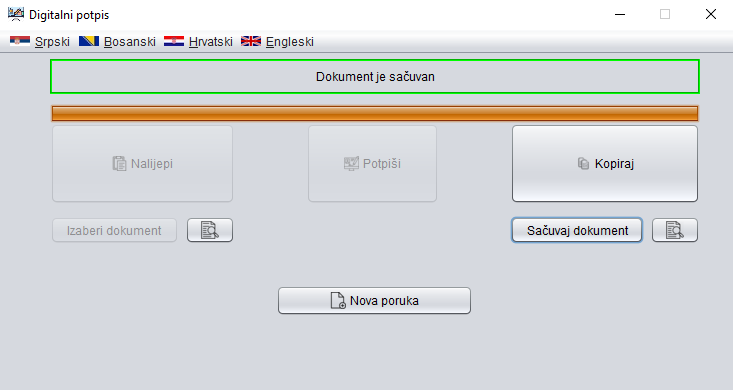 Digitalni potpis
Srpski Bosanski Hrvatski Engleski
Dokument je sačuvan
Nalijepi Potpiši Kopiraj
Izaberi dokument Sačuvaj dokument
Nova poruka